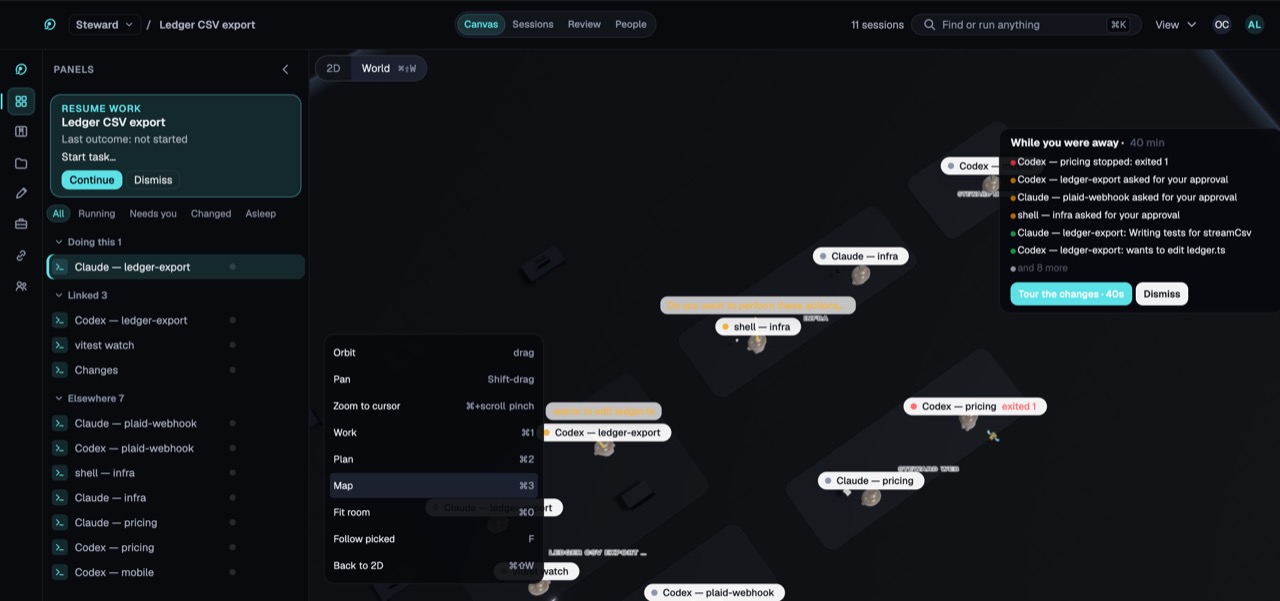 Steward / Ledger CSV export
Canvas Sessions Review People
11 sessions
Find or run anything ⌘K
View
OC
AL
PANELS
RESUME WORK
Ledger CSV export
Last outcome: not started
Start task…
Continue Dismiss
All Running Needs you Changed Asleep
Doing this 1
Claude — ledger-export
Linked 3
Codex — ledger-export
vitest watch
Changes
Elsewhere 7
Claude — plaid-webhook
Codex — plaid-webhook
shell — infra
Claude — infra
Claude — pricing
Codex — pricing
Codex — mobile
2D World ⌘⇧W
Codex —
Claude — infra
shell — infra
INFRA
Codex — ledger-export
Codex — pricing exited 1
STEWARD WEB
Claude — pricing
Claude — ledger-export
LEDGER CSV EXPORT …
watch
Codex — plaid-webhook
Orbit drag
Pan Shift-drag
Zoom to cursor ⌘+scroll pinch
Work ⌘1
Plan ⌘2
Map ⌘3
Fit room ⌘0
Follow picked F
Back to 2D ⌘⇧W
While you were away · 40 min
Codex — pricing stopped: exited 1
Codex — ledger-export asked for your approval
Claude — plaid-webhook asked for your approval
shell — infra asked for your approval
Claude — ledger-export: Writing tests for streamCsv
Codex — ledger-export: wants to edit ledger.ts
and 8 more
Tour the changes · 40s Dismiss